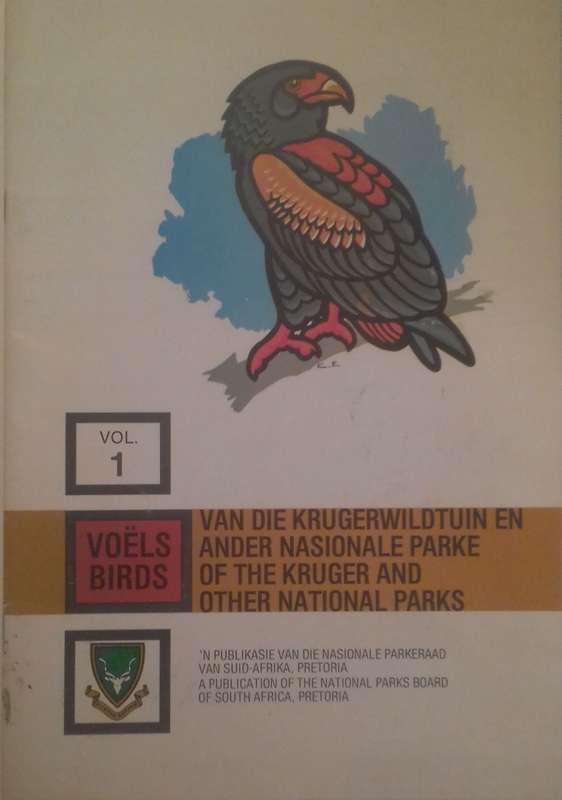 K.E.
VOL.
1
VOËLS
BIRDS
VAN DIE KRUGERWILDTUIN EN
ANDER NASIONALE PARKE
OF THE KRUGER AND
OTHER NATIONAL PARKS
'N PUBLIKASIE VAN DIE NASIONALE PARKERAAD
VAN SUID-AFRIKA, PRETORIA
A PUBLICATION OF THE NATIONAL PARKS BOARD
OF SOUTH AFRICA, PRETORIA